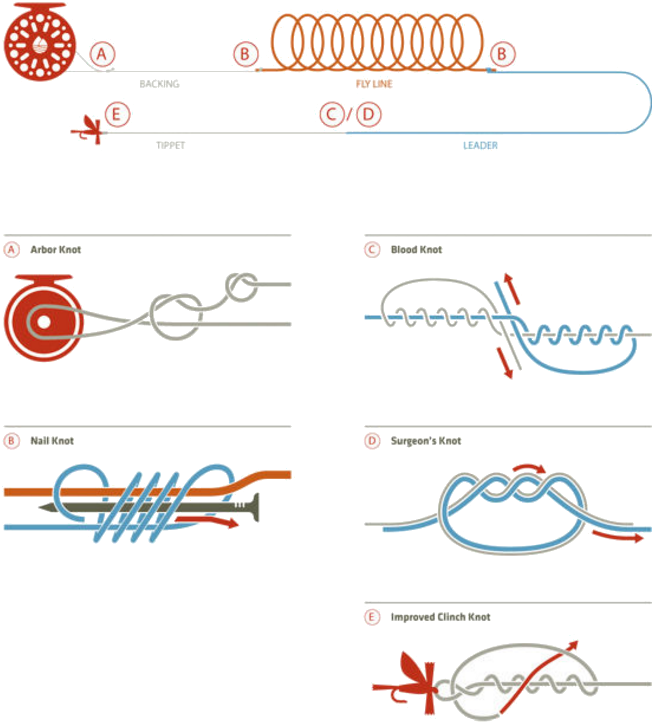 A
B
B
BACKING
FLY LINE
E
C / D
TIPPET
LEADER
A Arbor Knot
C Blood Knot
B Nail Knot
D Surgeon's Knot
E Improved Clinch Knot